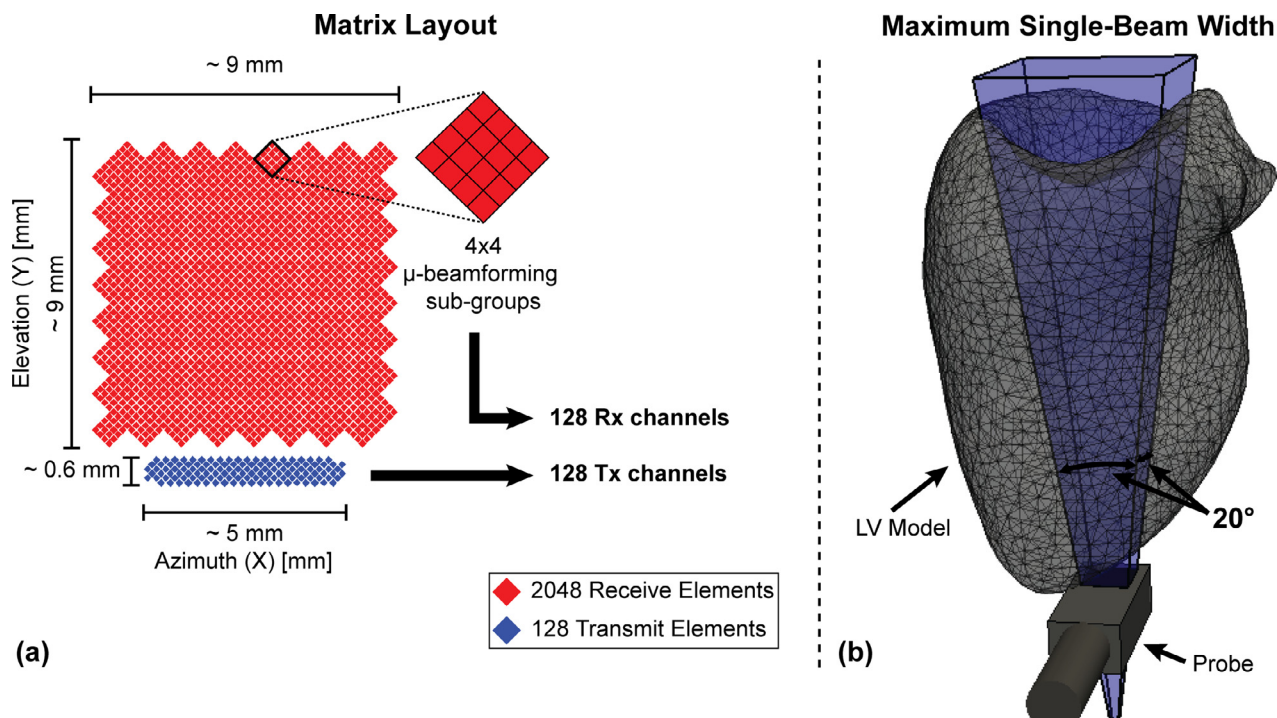 Matrix Layout
~ 9 mm
Elevation (Y) [mm]
~ 9 mm
4x4
μ-beamforming
sub-groups
128 Rx channels
~ 0.6 mm
128 Tx channels
~ 5 mm
Azimuth (X) [mm]
2048 Receive Elements
128 Transmit Elements
(a)
Maximum Single-Beam Width
LV Model
20°
Probe
(b)